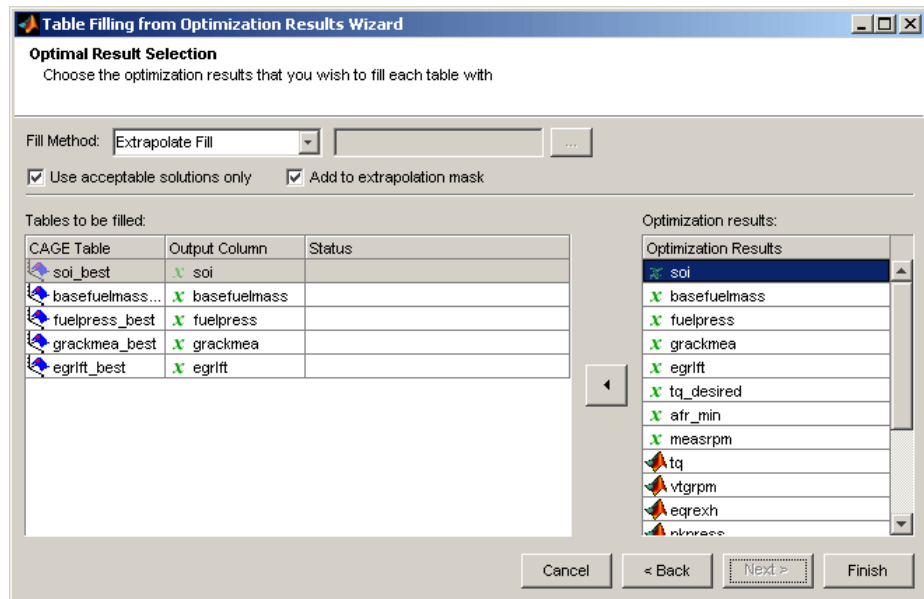 Table Filling from Optimization Results Wizard
Optimal Result Selection
Choose the optimization results that you wish to fill each table with
Fill Method: Extrapolate Fill ...
Use acceptable solutions only Add to extrapolation mask
Tables to be filled:
CAGE Table Output Column Status
soi_best x soi
basefuelmass... x basefuelmass
fuelpress_best x fuelpress
grackmea_best x grackmea
egrlft_best x egrlft
Optimization results:
Optimization Results
x soi
x basefuelmass
x fuelpress
x grackmea
x egrlft
x tq_desired
x afr_min
x measrpm
tq
vtgrpm
eqrexh
pkpress
Cancel < Back Next > Finish